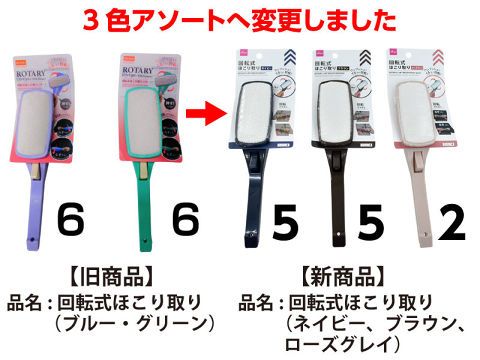 3色アソートへ変更しました
ROTARY
ROTARY
回転式
ほこり取り
回転式
ほこり取り
回転式
ほこり取り
6
6
5
5
2
【旧商品】
品名：回転式ほこり取り
（ブルー・グリーン）
【新商品】
品名：回転式ほこり取り
（ネイビー、ブラウン、
ローズグレイ）